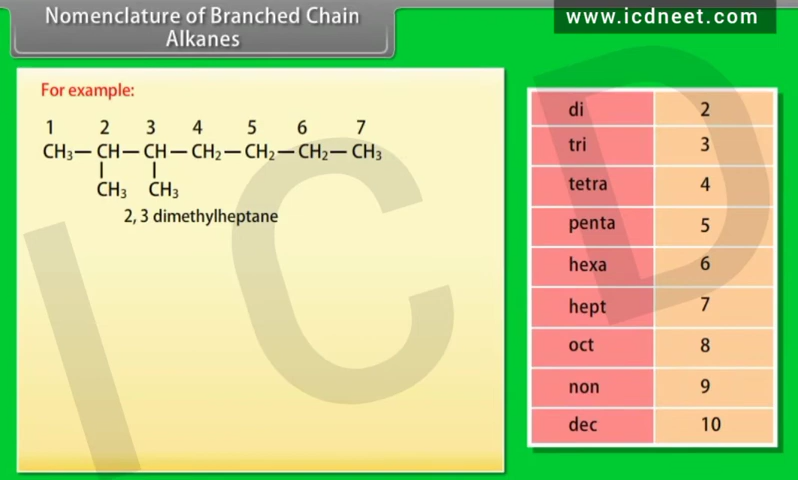 Nomenclature of Branched Chain
Alkanes
www.icdneet.com
For example:
1 2 3 4 5 6 7
CH₃—CH—CH—CH₂—CH₂—CH₂—CH₃
| |
CH₃ CH₃
2, 3 dimethylheptane
di 2
tri 3
tetra 4
penta 5
hexa 6
hept 7
oct 8
non 9
dec 10
I C D